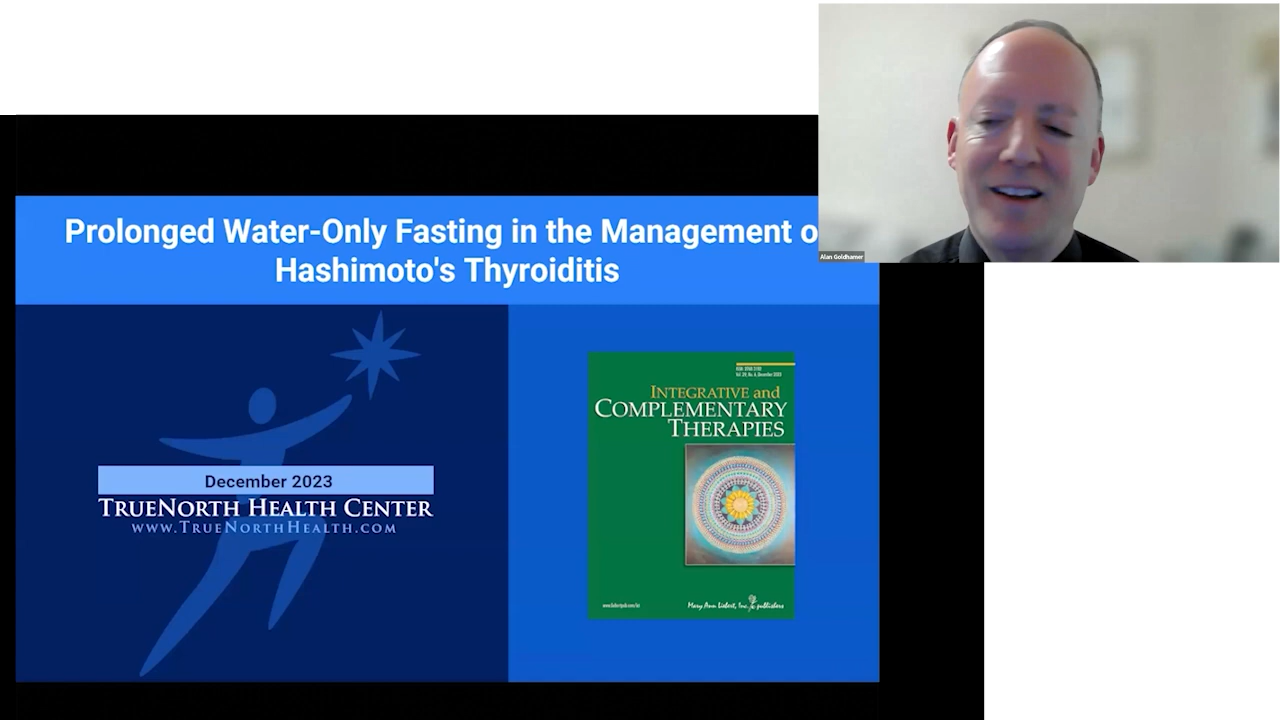 Prolonged Water-Only Fasting in the Management o
Hashimoto's Thyroiditis
Alan Goldhamer
December 2023
TRUENORTH HEALTH CENTER
WWW.TRUENORTHHEALTH.COM
INTEGRATIVE and
COMPLEMENTARY
THERAPIES
Mary Ann Liebert, Inc. publishers